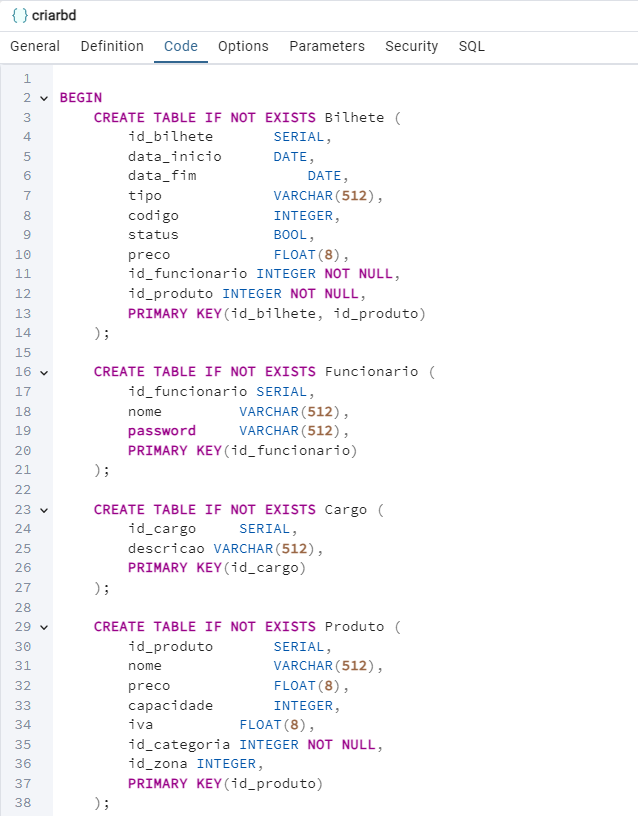 { } criarbd
General Definition Code Options Parameters Security SQL
1
2 BEGIN
3 CREATE TABLE IF NOT EXISTS Bilhete (
4 id_bilhete SERIAL,
5 data_inicio DATE,
6 data_fim DATE,
7 tipo VARCHAR(512),
8 codigo INTEGER,
9 status BOOL,
10 preco FLOAT(8),
11 id_funcionario INTEGER NOT NULL,
12 id_produto INTEGER NOT NULL,
13 PRIMARY KEY(id_bilhete, id_produto)
14 );
15
16 CREATE TABLE IF NOT EXISTS Funcionario (
17 id_funcionario SERIAL,
18 nome VARCHAR(512),
19 password VARCHAR(512),
20 PRIMARY KEY(id_funcionario)
21 );
22
23 CREATE TABLE IF NOT EXISTS Cargo (
24 id_cargo SERIAL,
25 descricao VARCHAR(512),
26 PRIMARY KEY(id_cargo)
27 );
28
29 CREATE TABLE IF NOT EXISTS Produto (
30 id_produto SERIAL,
31 nome VARCHAR(512),
32 preco FLOAT(8),
33 capacidade INTEGER,
34 iva FLOAT(8),
35 id_categoria INTEGER NOT NULL,
36 id_zona INTEGER,
37 PRIMARY KEY(id_produto)
38 );